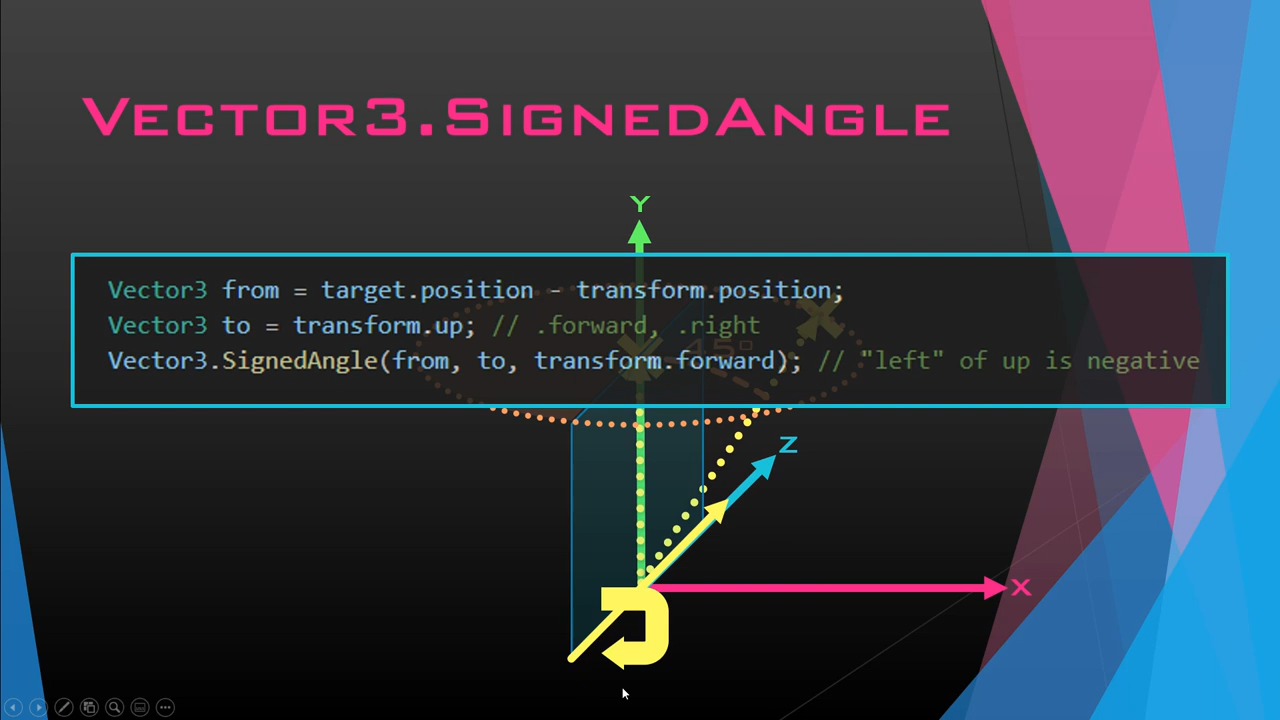 Vector3.SignedAngle
Y
Vector3 from = target.position - transform.position;
Vector3 to = transform.up; // .forward, .right
45°
Vector3.SignedAngle(from, to, transform.forward); // "left" of up is negative
Z
X